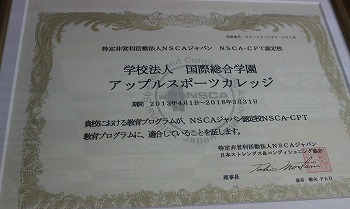 特定非営利活動法人NSCAジャパン NSCA-CPT認定校
学校法人 国際総合学園
アップルスポーツカレッジ
期間 2013年4月1日~2016年3月31日
貴校における教育プログラムが、NSCAジャパン認定校NSCA-CPT
教育プログラムに、適合していることを証します。
特定非営利活動法人NSCAジャパン
日本ストレングス&コンディショニング協会
理事長